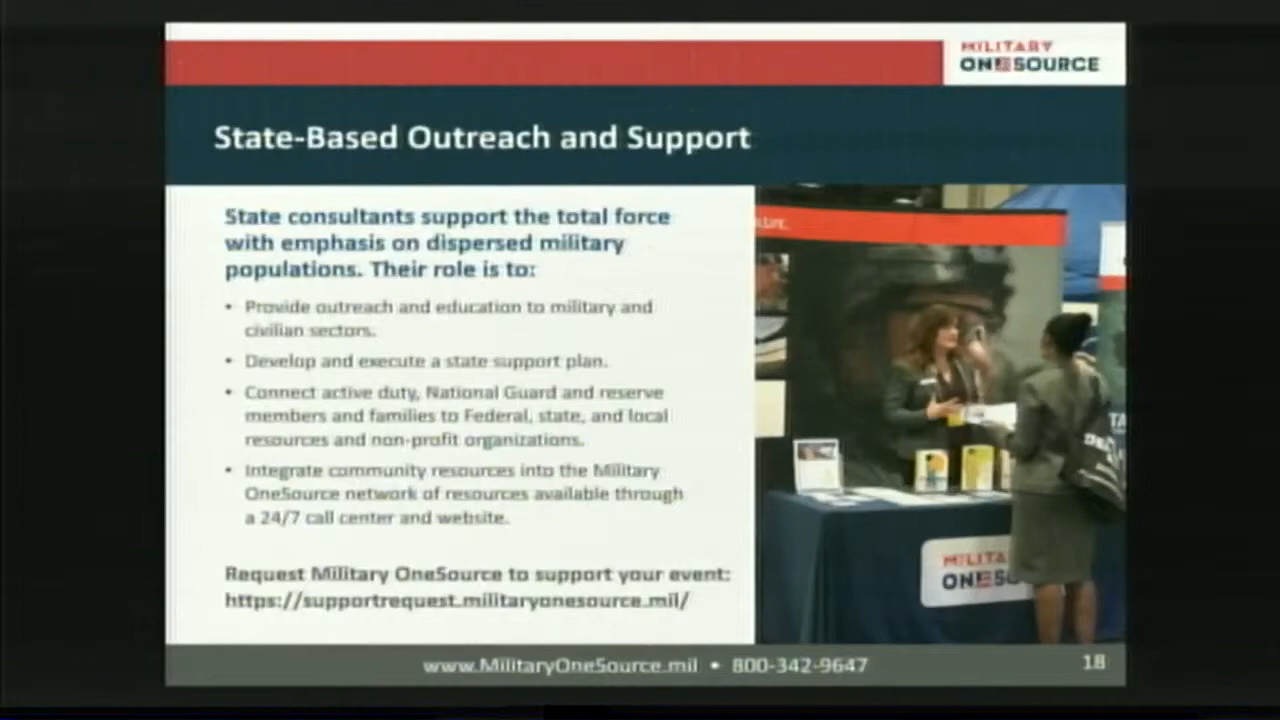 MILITARY
ONESOURCE
State-Based Outreach and Support
State consultants support the total force
with emphasis on dispersed military
populations. Their role is to:
• Provide outreach and education to military and
civilian sectors.
• Develop and execute a state support plan.
• Connect active duty, National Guard and reserve
members and families to Federal, state, and local
resources and non-profit organizations.
• Integrate community resources into the Military
OneSource network of resources available through
a 24/7 call center and website.
Request Military OneSource to support your event:
https://supportrequest.militaryonesource.mil/
MILITA
ONESO
www.MilitaryOneSource.mil • 800-342-9647
18